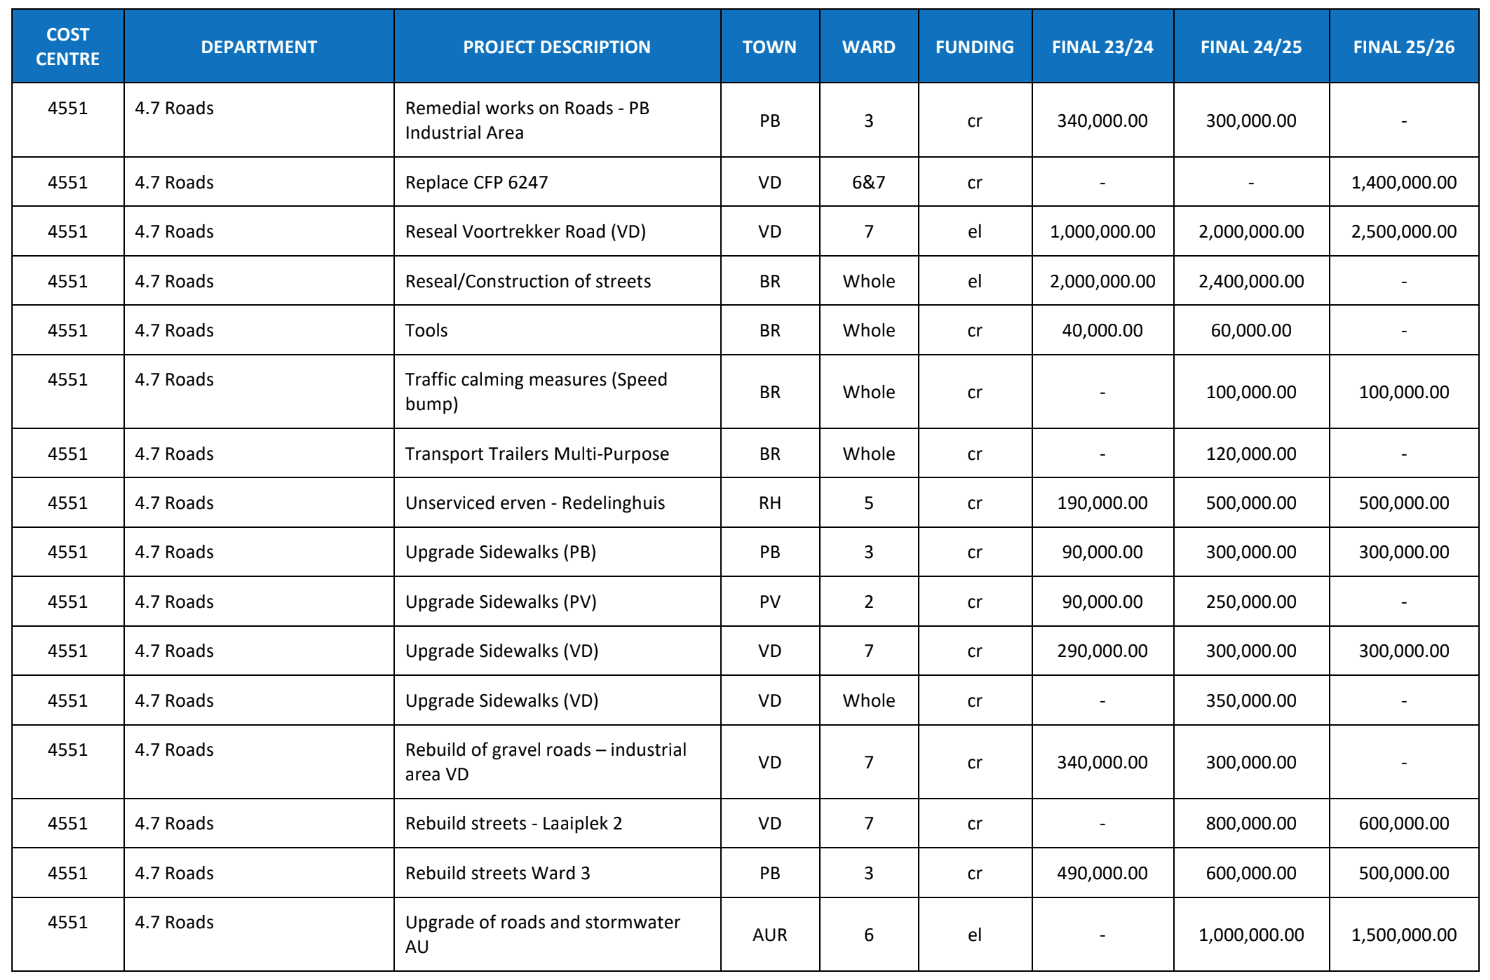 COST CENTRE DEPARTMENT PROJECT DESCRIPTION TOWN WARD FUNDING FINAL 23/24 FINAL 24/25 FINAL 25/26
4551 4.7 Roads Remedial works on Roads - PB Industrial Area PB 3 cr 340,000.00 300,000.00 -
4551 4.7 Roads Replace CFP 6247 VD 6&7 cr - - 1,400,000.00
4551 4.7 Roads Reseal Voortrekker Road (VD) VD 7 el 1,000,000.00 2,000,000.00 2,500,000.00
4551 4.7 Roads Reseal/Construction of streets BR Whole el 2,000,000.00 2,400,000.00 -
4551 4.7 Roads Tools BR Whole cr 40,000.00 60,000.00 -
4551 4.7 Roads Traffic calming measures (Speed bump) BR Whole cr - 100,000.00 100,000.00
4551 4.7 Roads Transport Trailers Multi-Purpose BR Whole cr - 120,000.00 -
4551 4.7 Roads Unserviced erven - Redelinghuis RH 5 cr 190,000.00 500,000.00 500,000.00
4551 4.7 Roads Upgrade Sidewalks (PB) PB 3 cr 90,000.00 300,000.00 300,000.00
4551 4.7 Roads Upgrade Sidewalks (PV) PV 2 cr 90,000.00 250,000.00 -
4551 4.7 Roads Upgrade Sidewalks (VD) VD 7 cr 290,000.00 300,000.00 300,000.00
4551 4.7 Roads Upgrade Sidewalks (VD) VD Whole cr - 350,000.00 -
4551 4.7 Roads Rebuild of gravel roads – industrial area VD VD 7 cr 340,000.00 300,000.00 -
4551 4.7 Roads Rebuild streets - Laaiplek 2 VD 7 cr - 800,000.00 600,000.00
4551 4.7 Roads Rebuild streets Ward 3 PB 3 cr 490,000.00 600,000.00 500,000.00
4551 4.7 Roads Upgrade of roads and stormwater AU AUR 6 el - 1,000,000.00 1,500,000.00